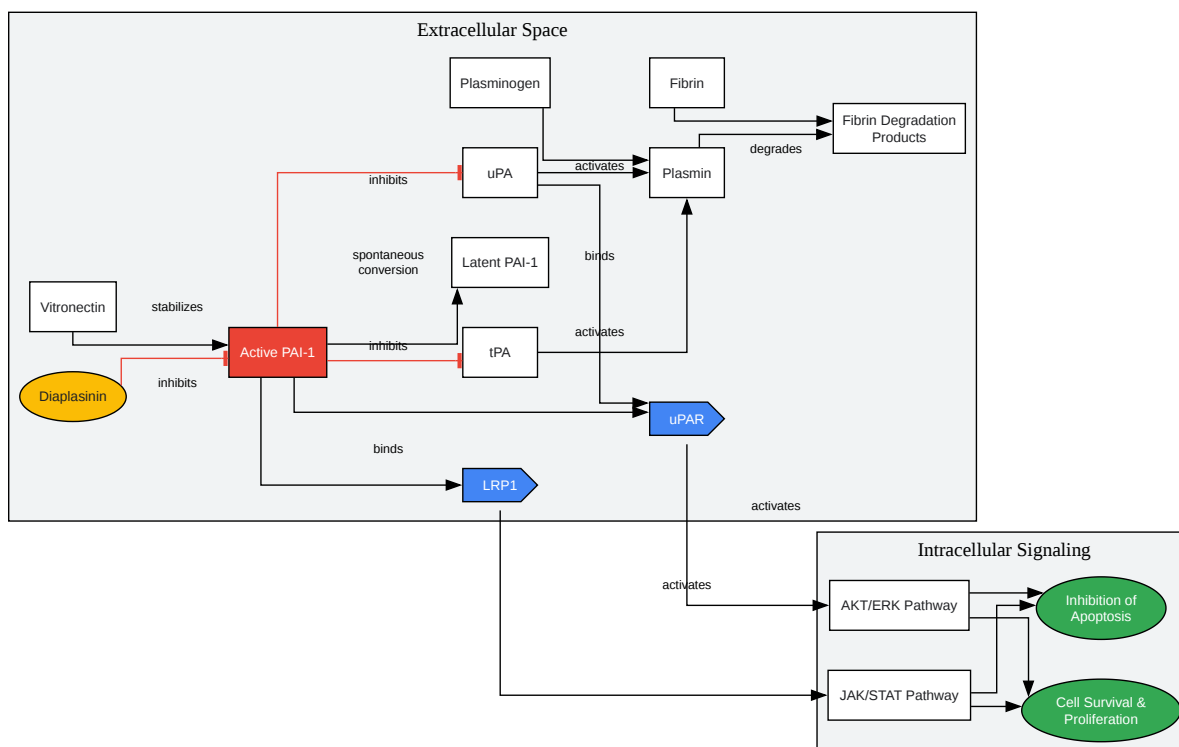 Extracellular Space
Plasminogen
Fibrin
Fibrin Degradation
Products
degrades
uPA
activates
Plasmin
inhibits
spontaneous
conversion
Latent PAI-1
binds
Vitronectin
stabilizes
Active PAI-1
inhibits
tPA
activates
Diaplasinin
inhibits
uPAR
binds
LRP1
activates
Intracellular Signaling
activates
AKT/ERK Pathway
Inhibition of
Apoptosis
JAK/STAT Pathway
Cell Survival &
Proliferation